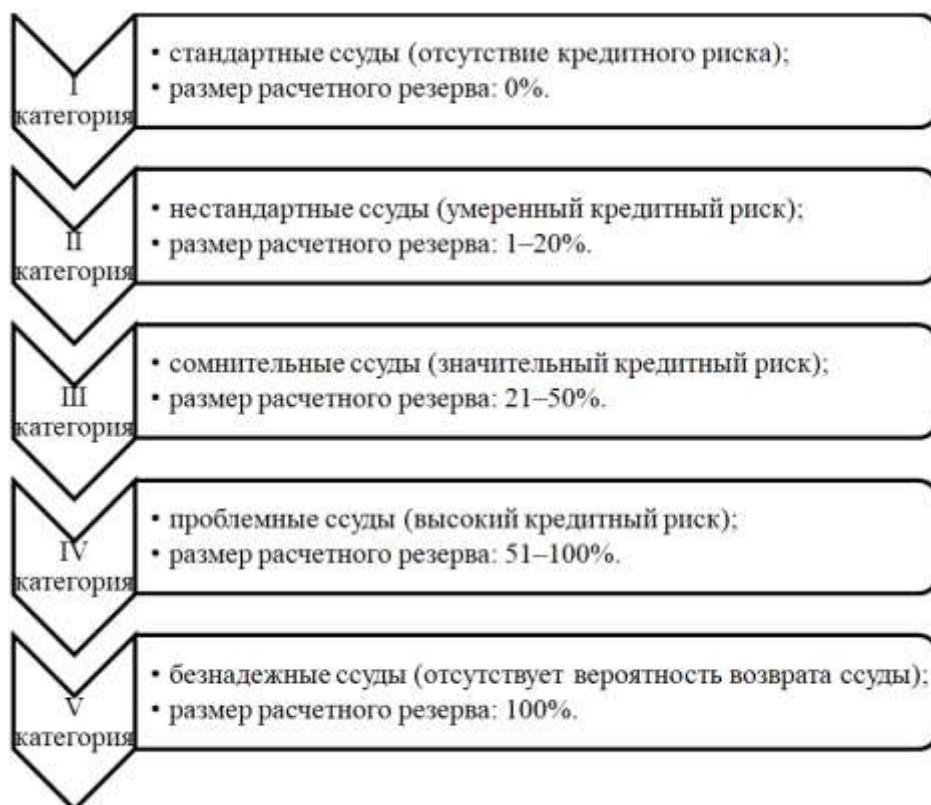 I
категория
• стандартные ссуды (отсутствие кредитного риска);
• размер расчетного резерва: 0%.
II
категория
• нестандартные ссуды (умеренный кредитный риск);
• размер расчетного резерва: 1–20%.
III
категория
• сомнительные ссуды (значительный кредитный риск);
• размер расчетного резерва: 21–50%.
IV
категория
• проблемные ссуды (высокий кредитный риск);
• размер расчетного резерва: 51–100%.
V
категория
• безнадежные ссуды (отсутствует вероятность возврата ссуды);
• размер расчетного резерва: 100%.